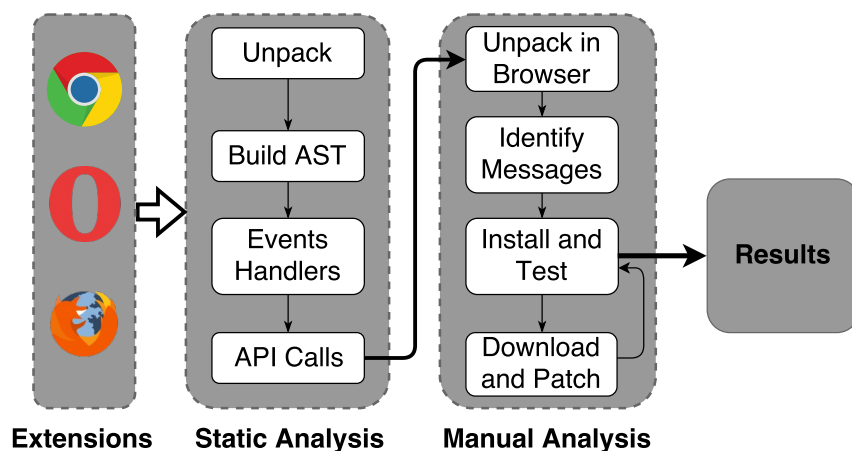 Unpack
Build AST
Events
Handlers
API Calls
Unpack in
Browser
Identify
Messages
Install and
Test
Download
and Patch
Results
Extensions
Static Analysis
Manual Analysis